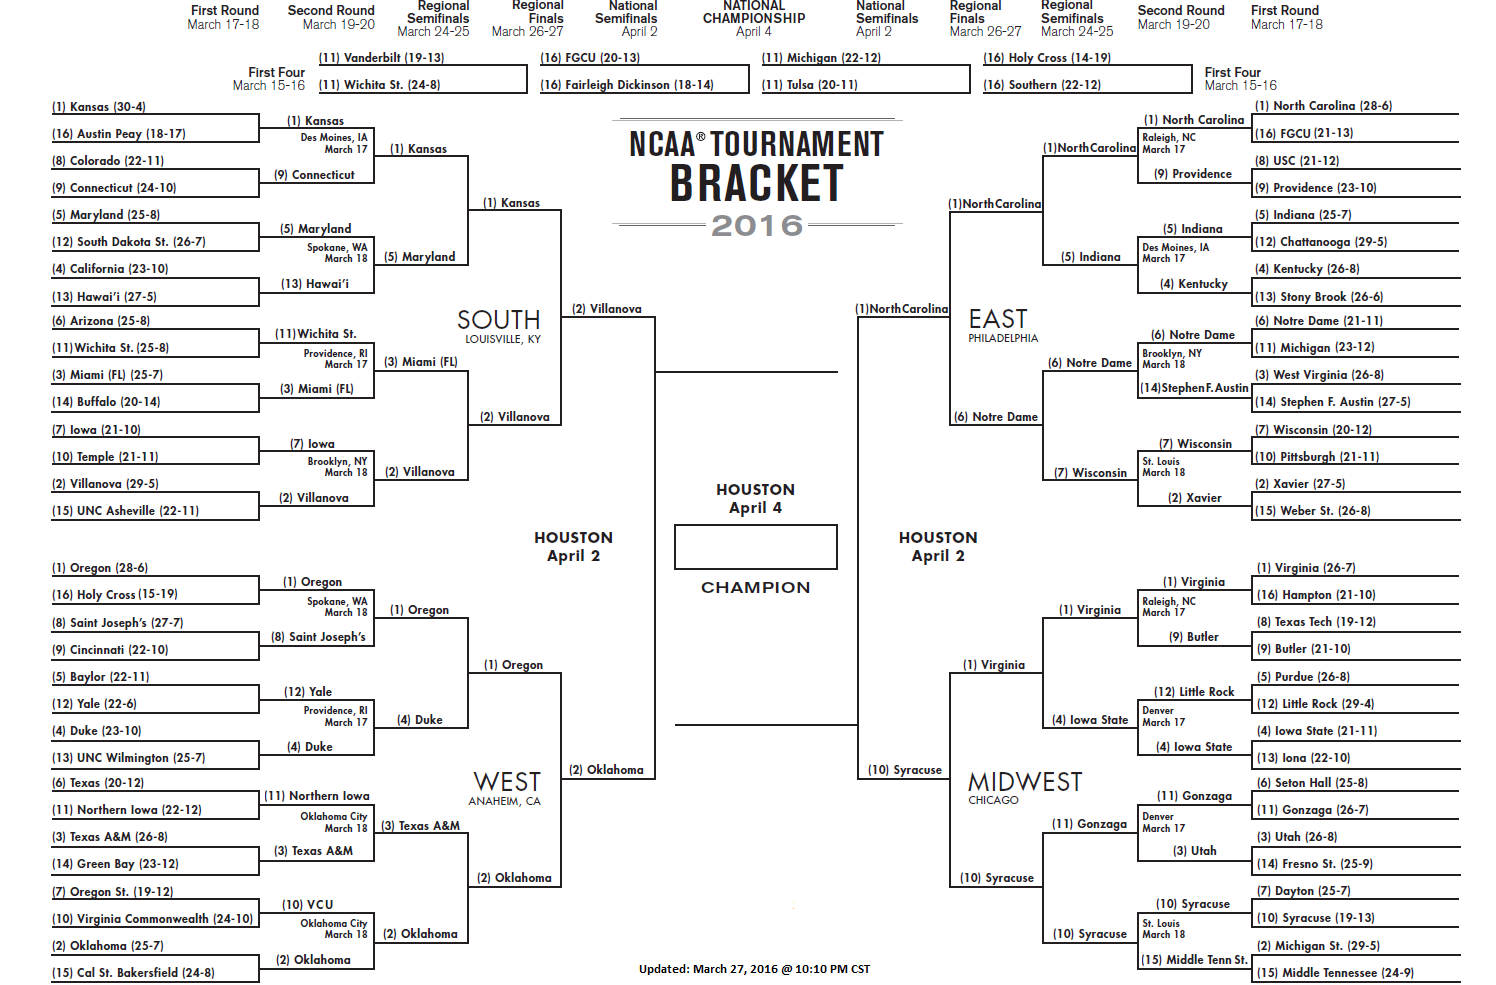 First Round
March 17-18
Second Round
March 19-20
Regional
Semifinals
March 24-25
Regional
Finals
March 26-27
National
Semifinals
April 2
NATIONAL
CHAMPIONSHIP
April 4
National
Semifinals
April 2
Regional
Finals
March 26-27
Regional
Semifinals
March 24-25
Second Round
March 19-20
First Round
March 17-18
First Four
March 15-16
(11) Vanderbilt (19-13)
(11) Wichita St. (24-8)
(16) FGCU (20-13)
(16) Fairleigh Dickinson (18-14)
(11) Michigan (22-12)
(11) Tulsa (20-11)
(16) Holy Cross (14-19)
(16) Southern (22-12)
First Four
March 15-16
NCAA® TOURNAMENT
BRACKET
2016
(1) Kansas (30-4)
(16) Austin Peay (18-17)
(8) Colorado (22-11)
(9) Connecticut (24-10)
(5) Maryland (25-8)
(12) South Dakota St. (26-7)
(4) California (23-10)
(13) Hawai'i (27-5)
(6) Arizona (25-8)
(11)Wichita St. (25-8)
(3) Miami (FL) (25-7)
(14) Buffalo (20-14)
(7) Iowa (21-10)
(10) Temple (21-11)
(2) Villanova (29-5)
(15) UNC Asheville (22-11)
(1) Kansas
Des Moines, IA
March 17
(9) Connecticut
(5) Maryland
Spokane, WA
March 18
(13) Hawai'i
(11)Wichita St.
Providence, RI
March 17
(3) Miami (FL)
(7) Iowa
Brooklyn, NY
March 18
(2) Villanova
(1) Kansas
(5) Maryland
(3) Miami (FL)
(2) Villanova
(1) Kansas
(2) Villanova
SOUTH
LOUISVILLE, KY
(2) Villanova
(1) Oregon (28-6)
(16) Holy Cross (15-19)
(8) Saint Joseph's (27-7)
(9) Cincinnati (22-10)
(5) Baylor (22-11)
(12) Yale (22-6)
(4) Duke (23-10)
(13) UNC Wilmington (25-7)
(6) Texas (20-12)
(11) Northern Iowa (22-12)
(3) Texas A&M (26-8)
(14) Green Bay (23-12)
(7) Oregon St. (19-12)
(10) Virginia Commonwealth (24-10)
(2) Oklahoma (25-7)
(15) Cal St. Bakersfield (24-8)
(1) Oregon
Spokane, WA
March 18
(8) Saint Joseph's
(12) Yale
Providence, RI
March 17
(4) Duke
(11) Northern Iowa
Oklahoma City
March 18
(3) Texas A&M
(10) VCU
Oklahoma City
March 18
(2) Oklahoma
(1) Oregon
(4) Duke
(3) Texas A&M
(2) Oklahoma
(1) Oregon
(2) Oklahoma
WEST
ANAHEIM, CA
(2) Oklahoma
HOUSTON
April 2
HOUSTON
April 4
CHAMPION
HOUSTON
April 2
(1)North Carolina
EAST
PHILADELPHIA
(1)North Carolina
(6) Notre Dame
(1)North Carolina
(5) Indiana
(6) Notre Dame
(7) Wisconsin
(1) North Carolina
Raleigh, NC
March 17
(9) Providence
(5) Indiana
Des Moines, IA
March 17
(4) Kentucky
(6) Notre Dame
Brooklyn, NY
March 18
(14)Stephen F. Austin
(7) Wisconsin
St. Louis
March 18
(2) Xavier
(1) North Carolina (28-6)
(16) FGCU (21-13)
(8) USC (21-12)
(9) Providence (23-10)
(5) Indiana (25-7)
(12) Chattanooga (29-5)
(4) Kentucky (26-8)
(13) Stony Brook (26-6)
(6) Notre Dame (21-11)
(11) Michigan (23-12)
(3) West Virginia (26-8)
(14) Stephen F. Austin (27-5)
(7) Wisconsin (20-12)
(10) Pittsburgh (21-11)
(2) Xavier (27-5)
(15) Weber St. (26-8)
(10) Syracuse
MIDWEST
CHICAGO
(1) Virginia
(10) Syracuse
(1) Virginia
(4) Iowa State
(11) Gonzaga
(10) Syracuse
(1) Virginia
Raleigh, NC
March 17
(9) Butler
(12) Little Rock
Denver
March 17
(4) Iowa State
(11) Gonzaga
Denver
March 17
(3) Utah
(10) Syracuse
St. Louis
March 18
(15) Middle Tenn St.
(1) Virginia (26-7)
(16) Hampton (21-10)
(8) Texas Tech (19-12)
(9) Butler (21-10)
(5) Purdue (26-8)
(12) Little Rock (29-4)
(4) Iowa State (21-11)
(13) Iona (22-10)
(6) Seton Hall (25-8)
(11) Gonzaga (26-7)
(3) Utah (26-8)
(14) Fresno St. (25-9)
(7) Dayton (25-7)
(10) Syracuse (19-13)
(2) Michigan St. (29-5)
(15) Middle Tennessee (24-9)
Updated: March 27, 2016 @ 10:10 PM CST